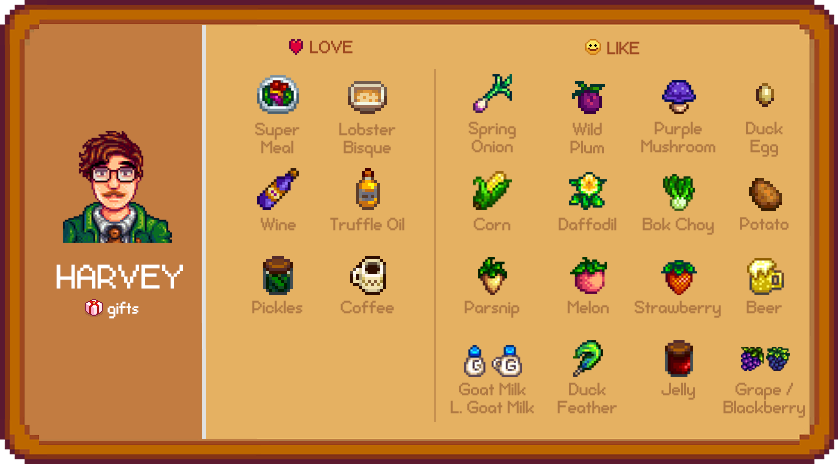 HARVEY
gifts
LOVE
Super
Meal
Lobster
Bisque
Wine
Truffle Oil
Pickles
Coffee
LIKE
Spring
Onion
Wild
Plum
Purple
Mushroom
Duck
Egg
Corn
Daffodil
Bok Choy
Potato
Parsnip
Melon
Strawberry
Beer
G G
Goat Milk
L. Goat Milk
Duck
Feather
Jelly
Grape /
Blackberry